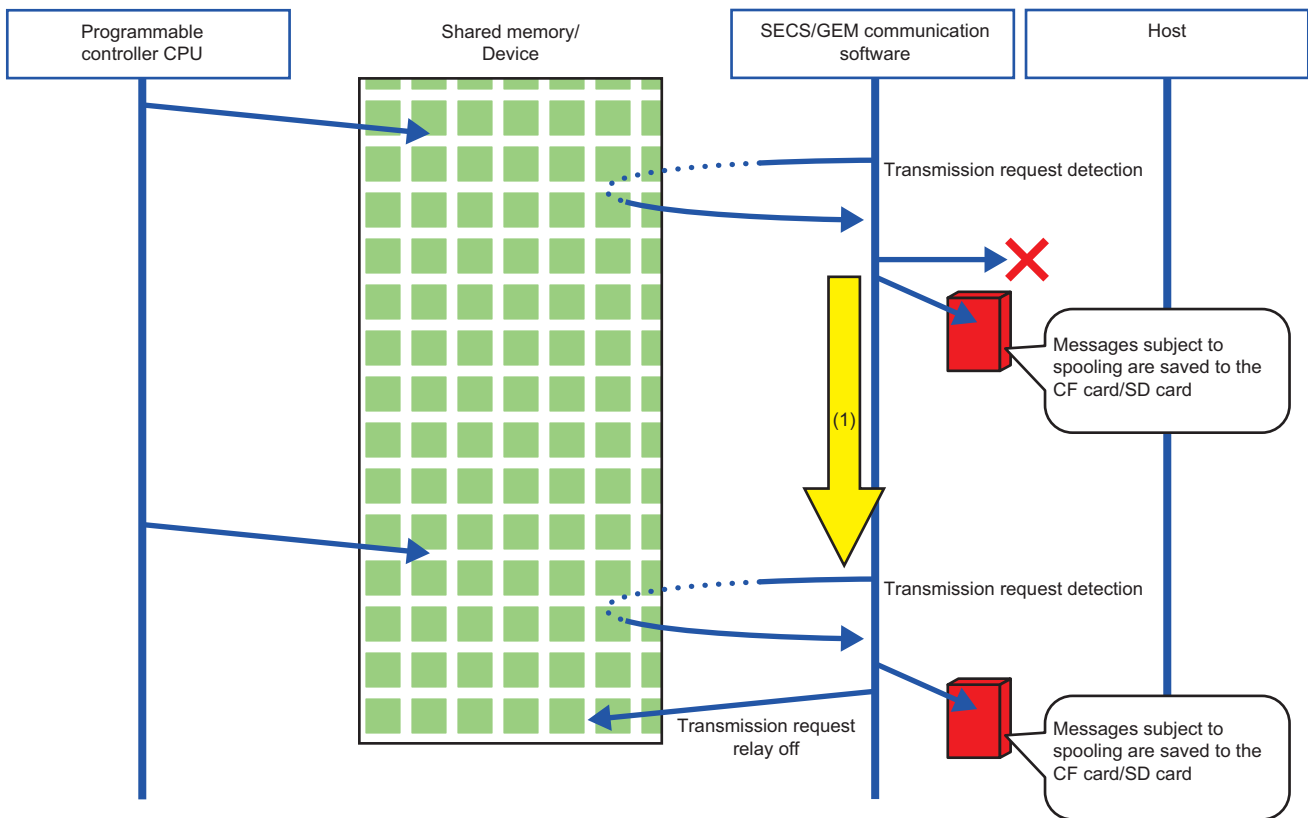 Programmable
controller CPU
Shared memory/
Device
SECS/GEM communication
software
Host
Transmission request detection
Messages subject to
spooling are saved to the
CF card/SD card
(1)
Transmission request detection
Transmission request
relay off
Messages subject to
spooling are saved to the
CF card/SD card